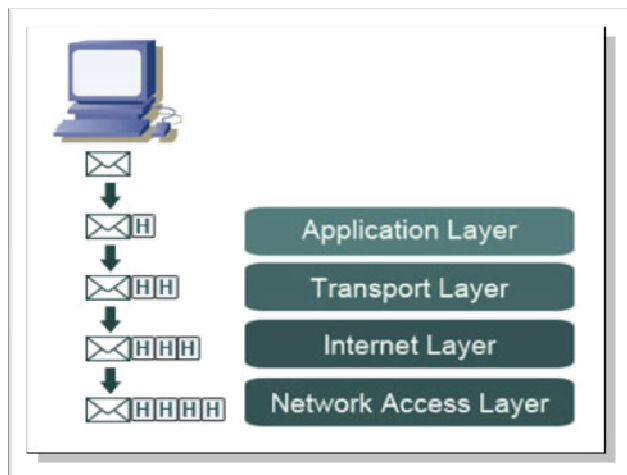 H
Application Layer
H H
Transport Layer
H H H
Internet Layer
H H H H
Network Access Layer